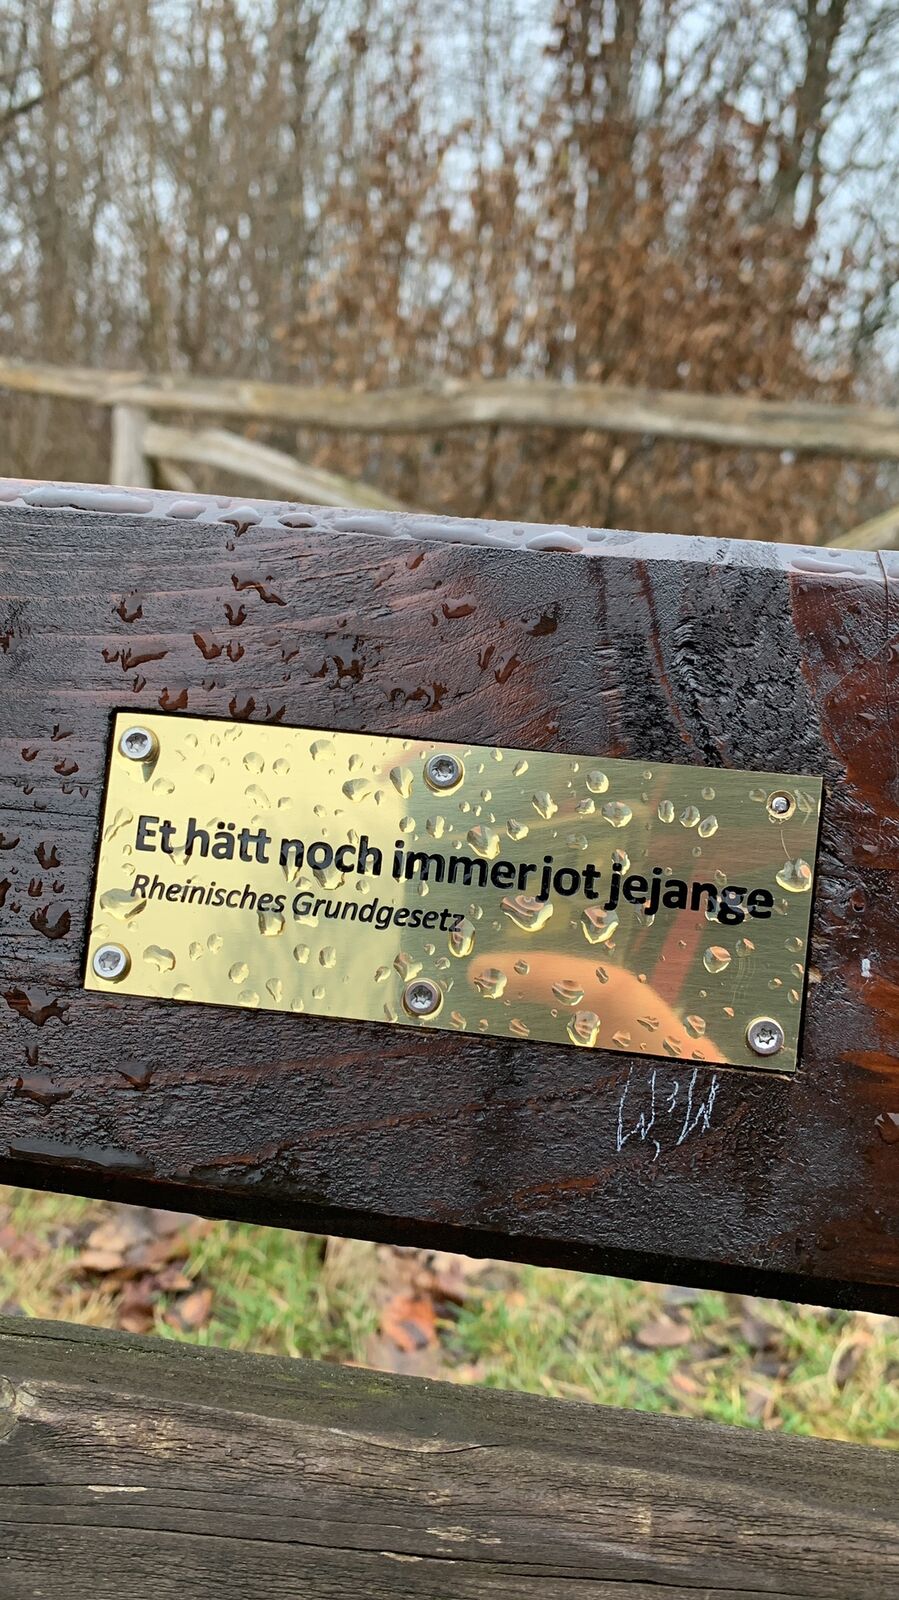 Et hätt noch immer jot jejange
Rheinisches Grundgesetz